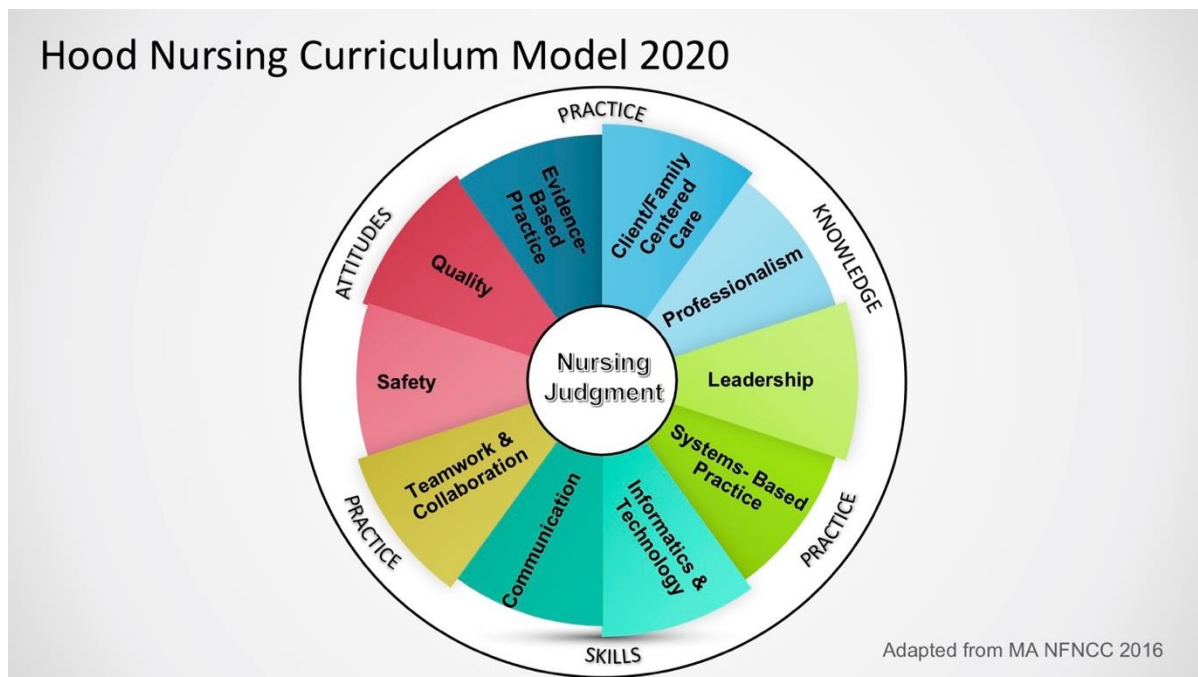 Hood Nursing Curriculum Model 2020
PRACTICE
KNOWLEDGE
PRACTICE
SKILLS
PRACTICE
ATTITUDES
Client/Family
Centered
Care
Professionalism
Leadership
Systems- Based
Practice
Informatics &
Technology
Communication
Teamwork &
Collaboration
Safety
Quality
Evidence-
Based
Practice
Nursing
Judgment
Adapted from MA NFNCC 2016